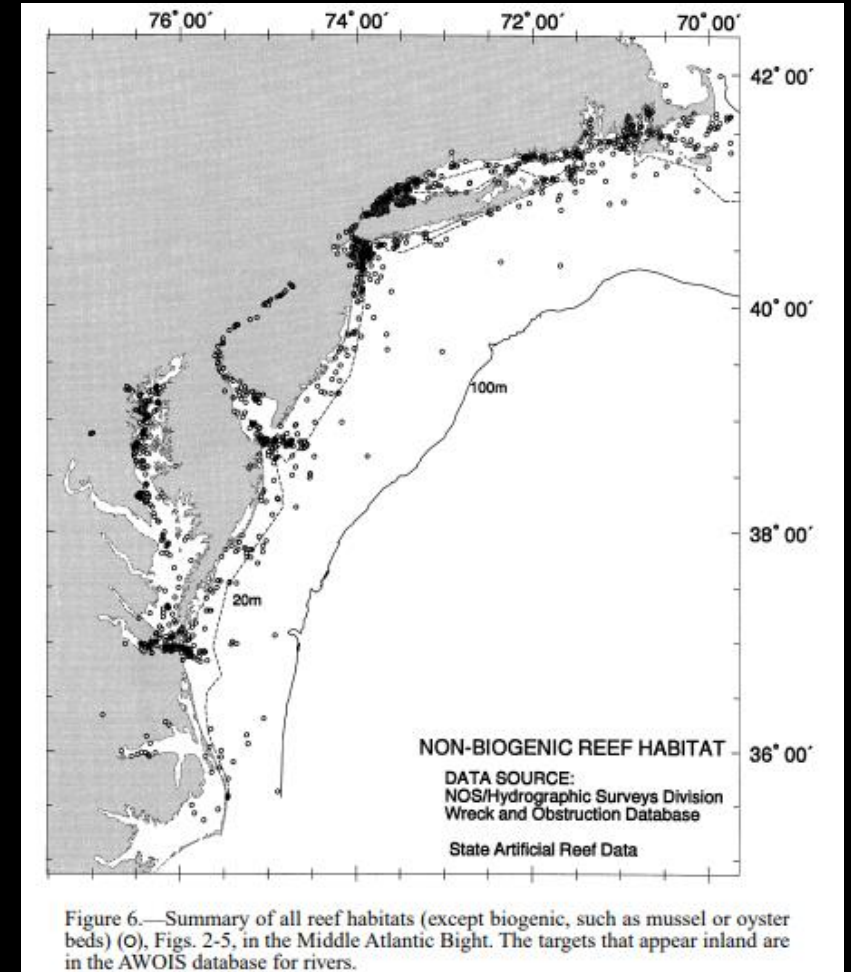 76° 00′ 74° 00′ 72° 00′ 70° 00′
42° 00′
40° 00′
100m
38° 00′
20m
36° 00′
NON-BIOGENIC REEF HABITAT
DATA SOURCE:
NOS/Hydrographic Surveys Division
Wreck and Obstruction Database
State Artificial Reef Data
Figure 6.—Summary of all reef habitats (except biogenic, such as mussel or oyster
beds) (O), Figs. 2-5, in the Middle Atlantic Bight. The targets that appear inland are
in the AWOIS database for rivers.